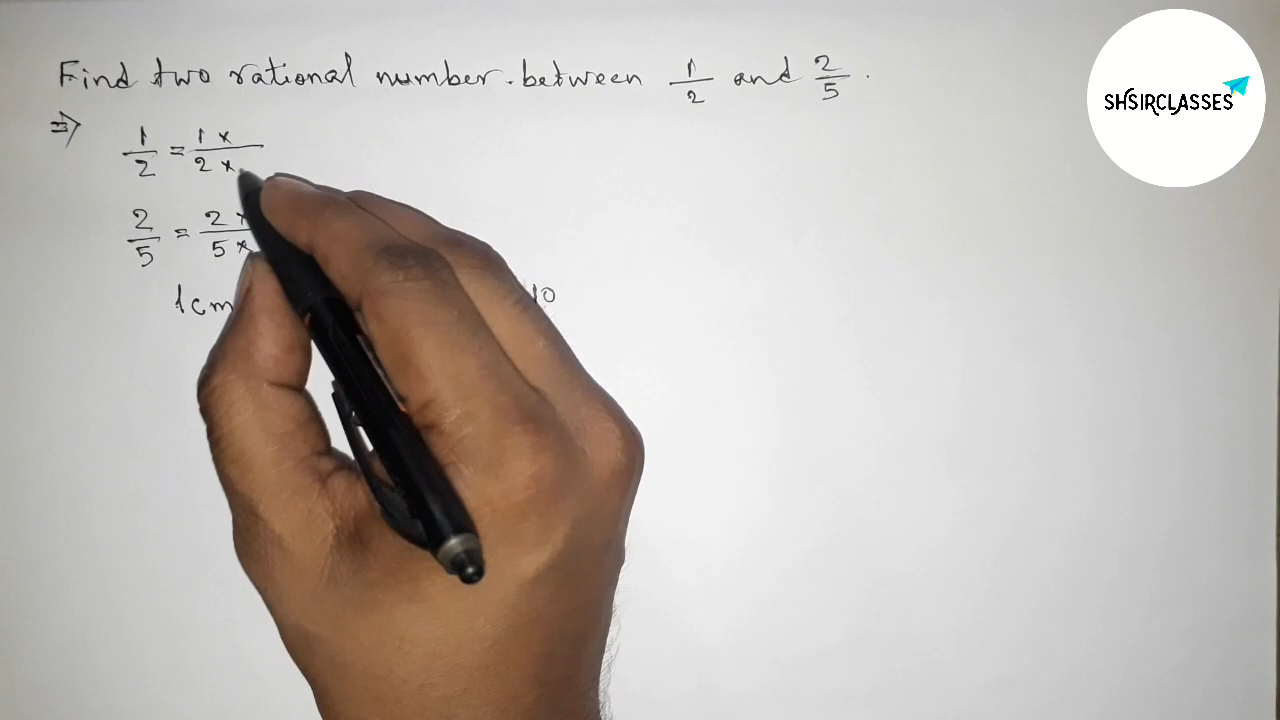 Find two rational number. between 1/2 and 2/5 .
SHSIRCLASSES
⇒
1/2 = 1 × / 2 ×
2/5 = 2 × / 5 ×
lcm 10